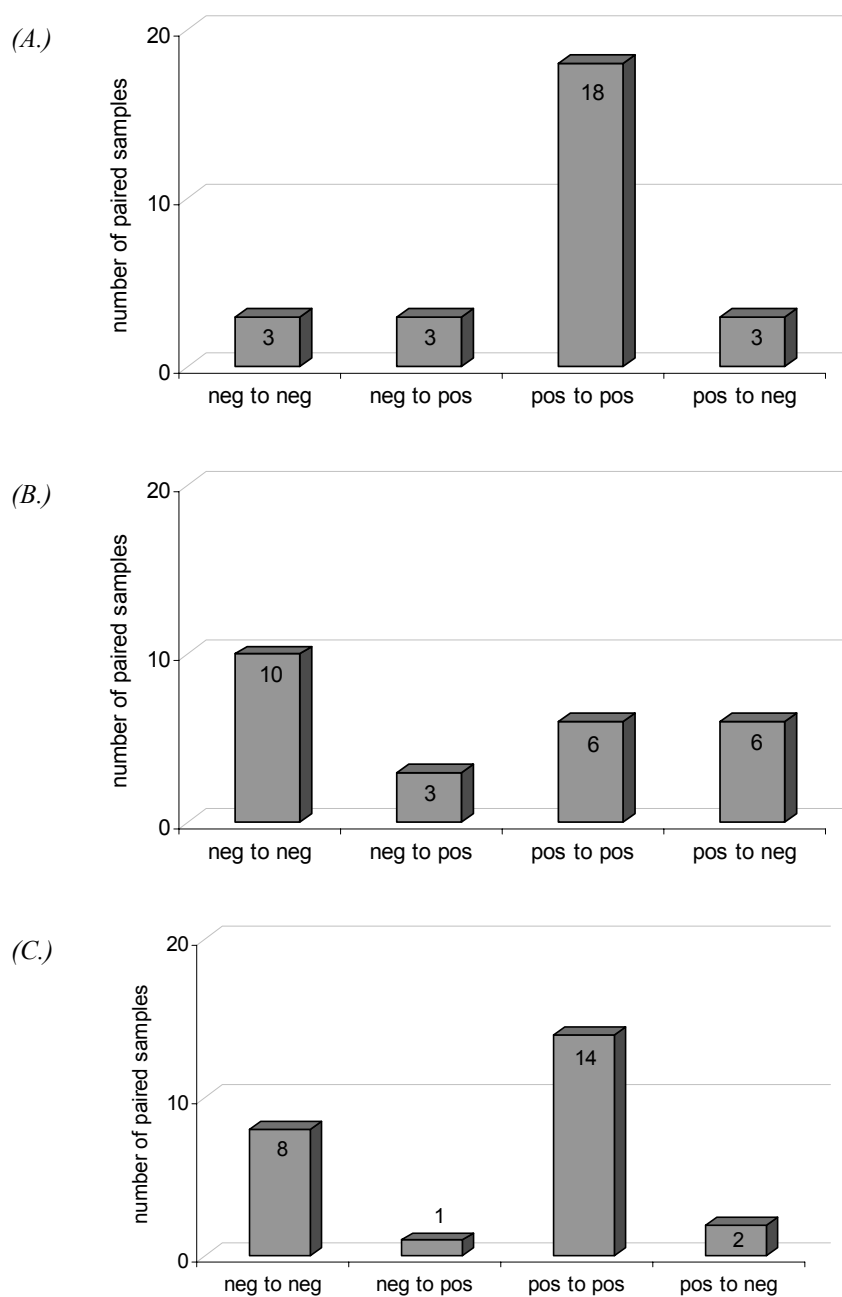 (A.)
number of paired samples
20
10
0
3
3
18
3
neg to neg
neg to pos
pos to pos
pos to neg
(B.)
number of paired samples
20
10
0
10
3
6
6
neg to neg
neg to pos
pos to pos
pos to neg
(C.)
number of paired samples
20
10
0
8
1
14
2
neg to neg
neg to pos
pos to pos
pos to neg